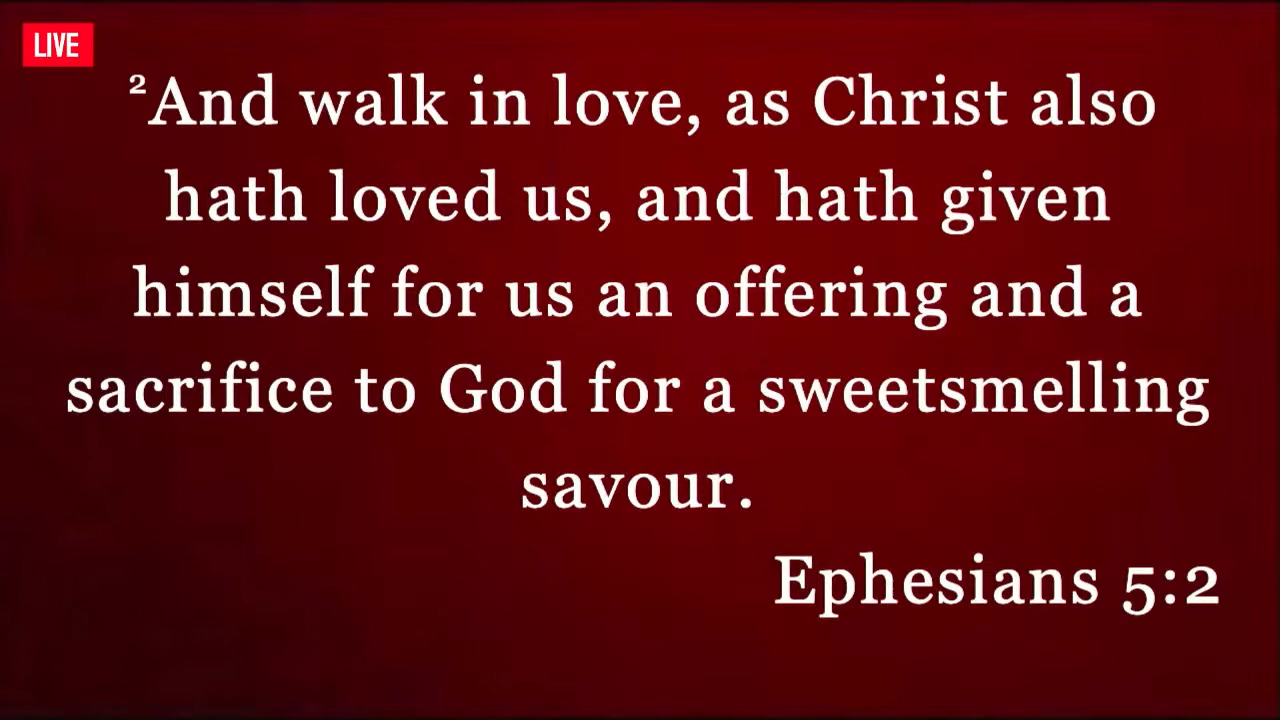 LIVE
²And walk in love, as Christ also
hath loved us, and hath given
himself for us an offering and a
sacrifice to God for a sweetsmelling
savour.
Ephesians 5:2